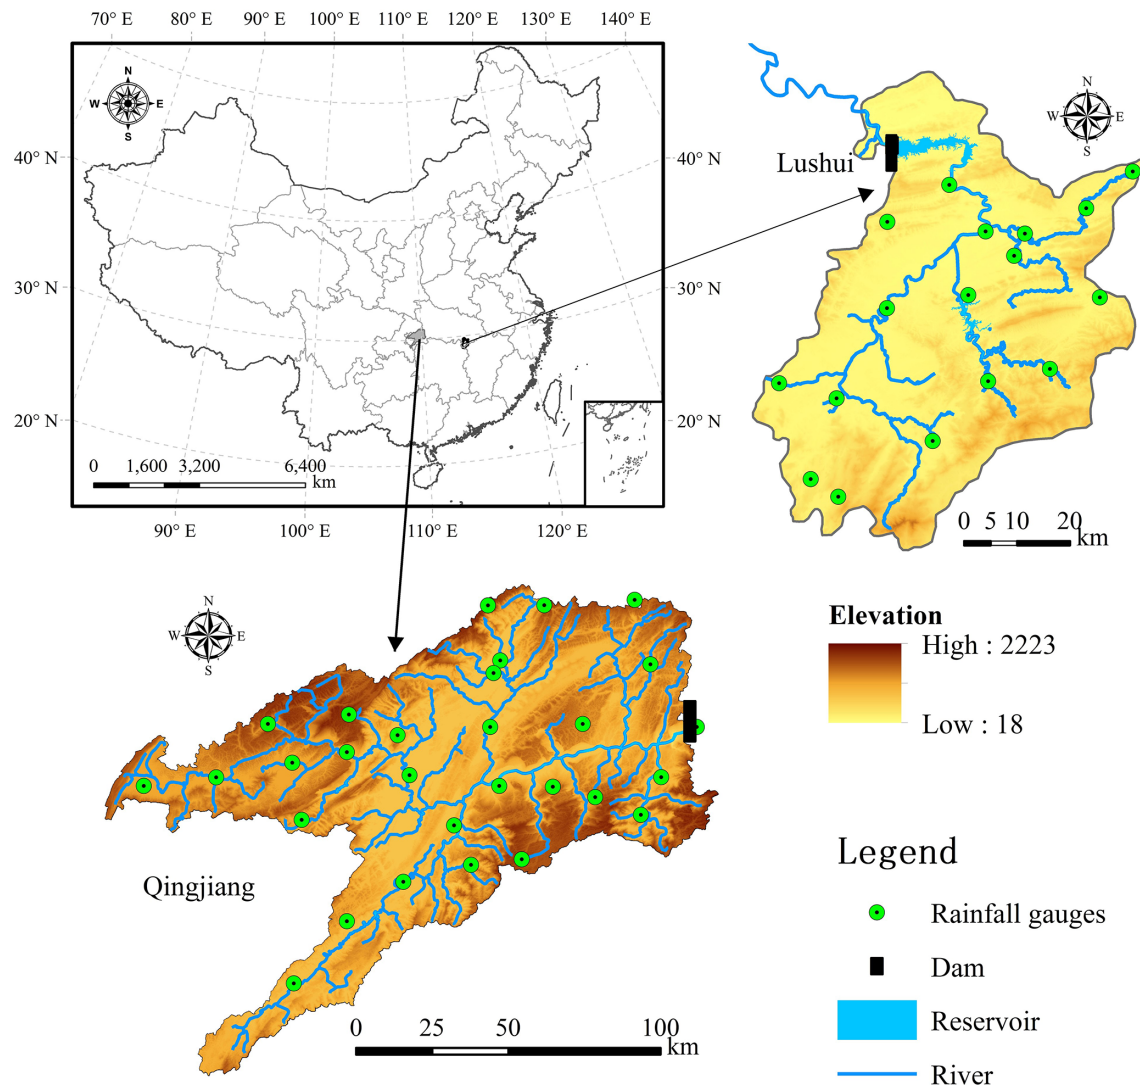 70° E 80° E 90° E 100° E 110° E 120° E 130° E 140° E
N
W E
S
40° N
30° N
20° N
40° N
30° N
20° N
0 1,600 3,200 6,400
km
90° E 100° E 110° E 120° E
N
W E
S
Lushui
0 5 10 20
km
N
W E
S
Qingjiang
0 25 50 100
km
Elevation
High : 2223
Low : 18
Legend
Rainfall gauges
Dam
Reservoir
River